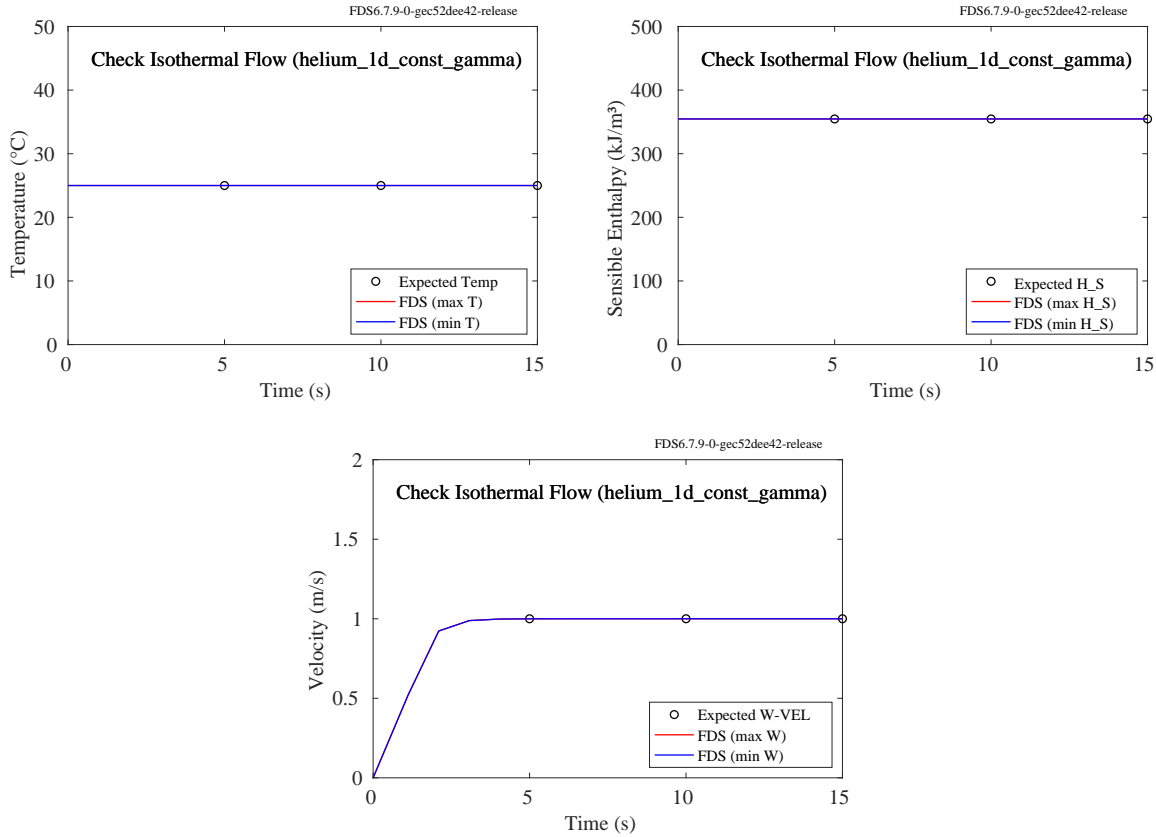 FDS6.7.9-0-gec52dee42-release
Check Isothermal Flow (helium_1d_const_gamma)
50
40
30
20
10
0
Temperature (°C)
Expected Temp
FDS (max T)
FDS (min T)
0 5 10 15
Time (s)
FDS6.7.9-0-gec52dee42-release
Check Isothermal Flow (helium_1d_const_gamma)
500
400
300
200
100
0
Sensible Enthalpy (kJ/m³)
Expected H_S
FDS (max H_S)
FDS (min H_S)
0 5 10 15
Time (s)
FDS6.7.9-0-gec52dee42-release
Check Isothermal Flow (helium_1d_const_gamma)
2
1.5
1
0.5
0
Velocity (m/s)
Expected W-VEL
FDS (max W)
FDS (min W)
0 5 10 15
Time (s)